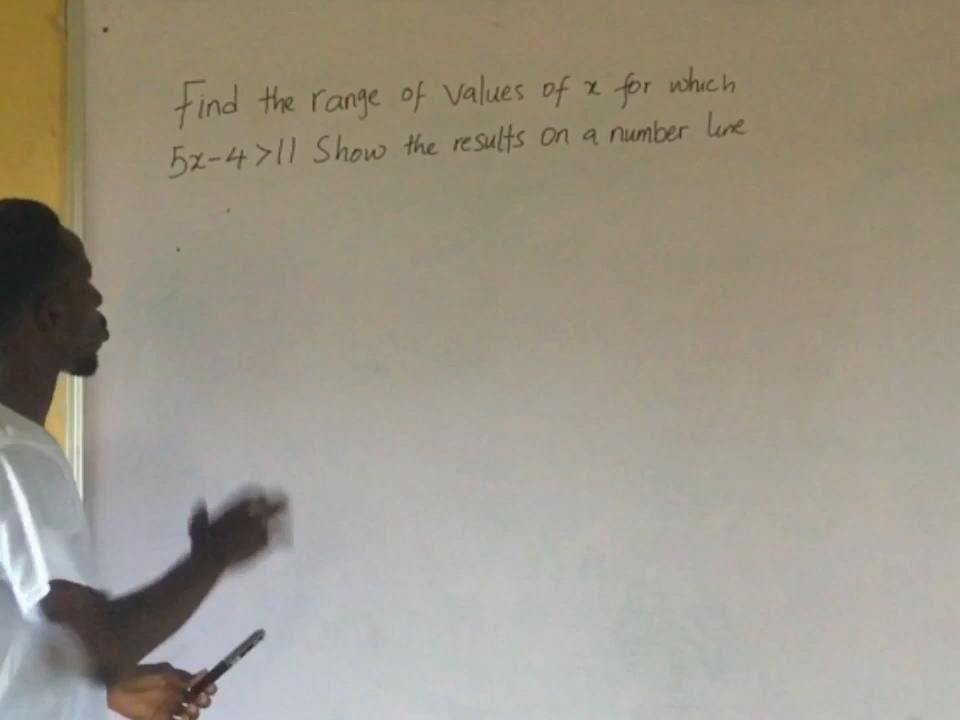 Find the range of values of x for which
5x-4>11 Show the results on a number line